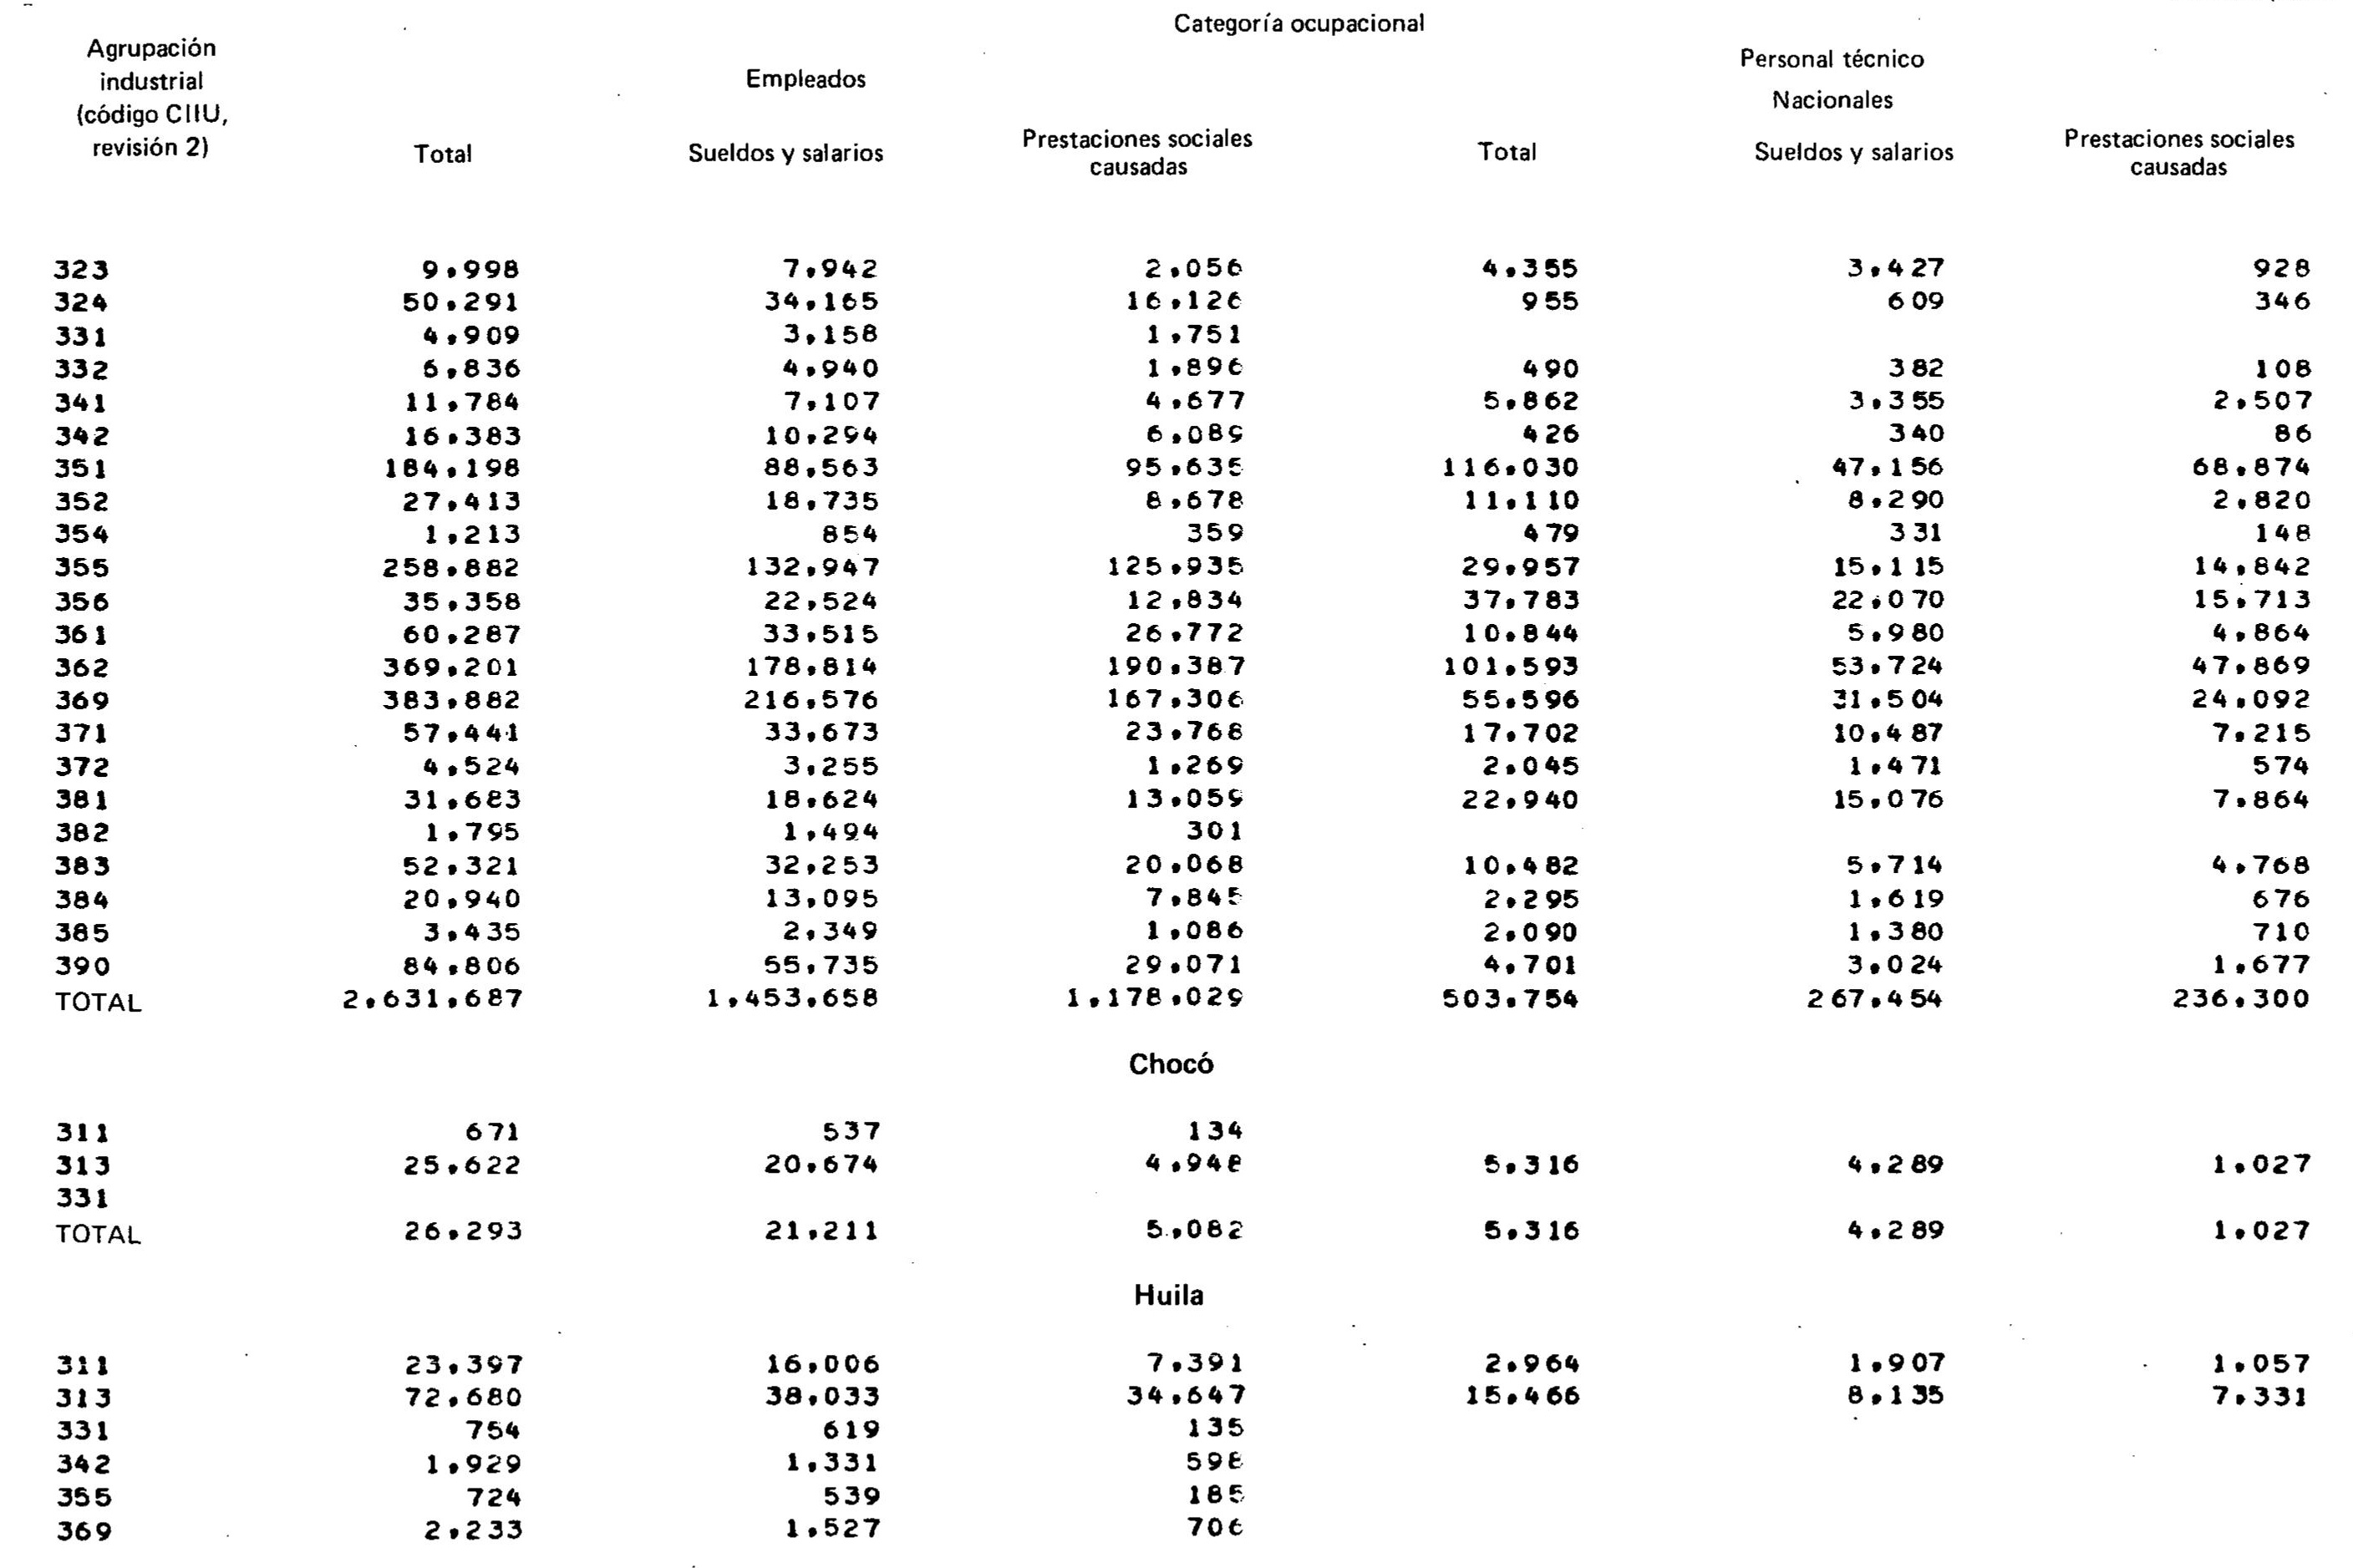 Categoría ocupacional
Agrupación industrial (código CIIU, revisión 2)
Empleados
Personal técnico
Nacionales
Total Sueldos y salarios Prestaciones sociales causadas Total Sueldos y salarios Prestaciones sociales causadas
323 9.998 7.942 2.056 4.355 3.427 928
324 50.291 34.165 16.126 955 609 346
331 4.909 3.158 1.751
332 6.836 4.940 1.896 490 382 108
341 11.784 7.107 4.677 5.862 3.355 2.507
342 16.383 10.294 6.089 426 340 86
351 184.198 88.563 95.635 116.030 47.156 68.874
352 27.413 18.735 8.678 11.110 8.290 2.820
354 1.213 854 359 479 331 148
355 258.882 132.947 125.935 29.957 15.115 14.842
356 35.358 22.524 12.834 37.783 22.070 15.713
361 60.287 33.515 26.772 10.844 5.980 4.864
362 369.201 178.814 190.387 101.593 53.724 47.869
369 383.882 216.576 167.306 55.596 31.504 24.092
371 57.441 33.673 23.768 17.702 10.487 7.215
372 4.524 3.255 1.269 2.045 1.471 574
381 31.683 18.624 13.059 22.940 15.076 7.864
382 1.795 1.494 301
383 52.321 32.253 20.068 10.482 5.714 4.768
384 20.940 13.095 7.845 2.295 1.619 676
385 3.435 2.349 1.086 2.090 1.380 710
390 84.806 55.735 29.071 4.701 3.024 1.677
TOTAL 2.631.687 1.453.658 1.178.029 503.754 267.454 236.300
Chocó
311 671 537 134
313 25.622 20.674 4.948 5.316 4.289 1.027
331
TOTAL 26.293 21.211 5.082 5.316 4.289 1.027
Huila
311 23.397 16.006 7.391 2.964 1.907 1.057
313 72.680 38.033 34.647 15.466 8.135 7.331
331 754 619 135
342 1.929 1.331 598
355 724 539 185
369 2.233 1.527 706